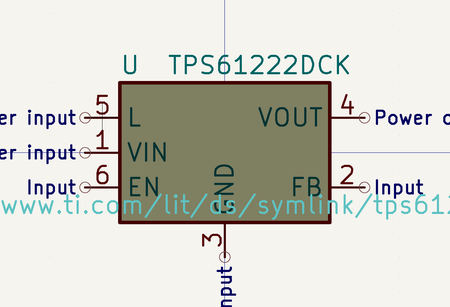 U TPS61222DCK
er input 5 L VOUT 4 Power o
er input 1 VIN
Input 6 EN FB 2 Input
GND
www.ti.com/lit/ds/symlink/tps612
3
nput